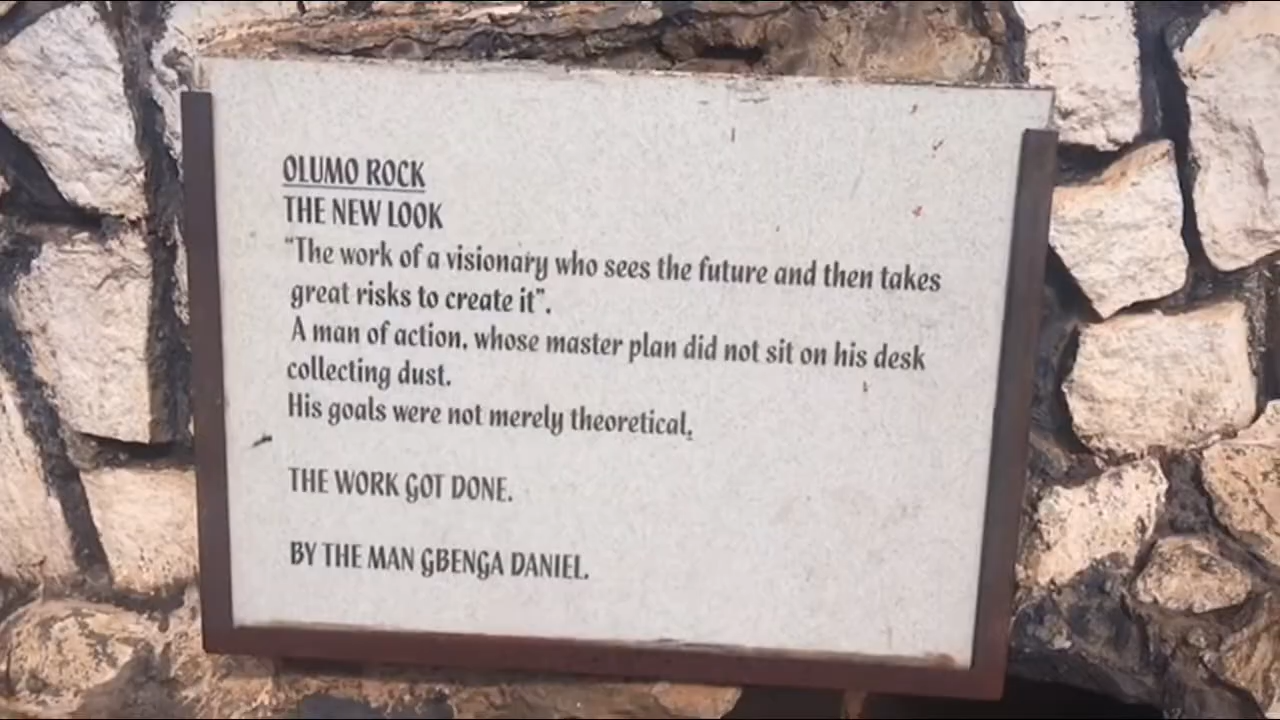 OLUMO ROCK
THE NEW LOOK
“The work of a visionary who sees the future and then takes
great risks to create it”.
A man of action, whose master plan did not sit on his desk
collecting dust.
His goals were not merely theoretical,
THE WORK GOT DONE.
BY THE MAN GBENGA DANIEL.